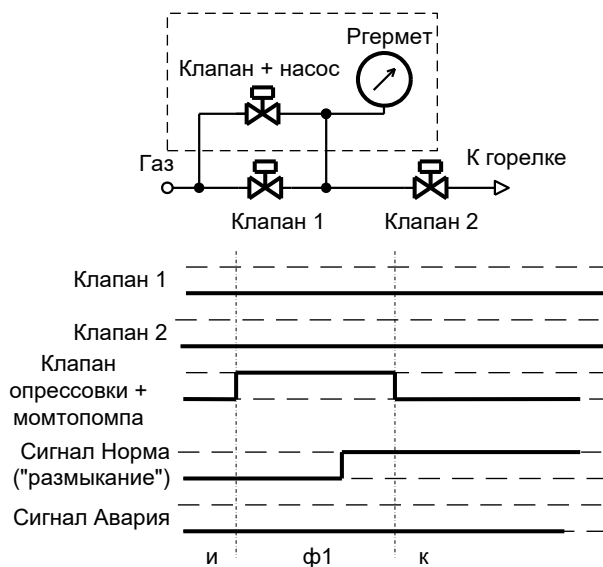 Pгермет
Клапан + насос
Газ
К горелке
Клапан 1
Клапан 2
Клапан 1
Клапан 2
Клапан
опрессовки +
момтопомпа
Сигнал Норма
("размыкание")
Сигнал Авария
и
ф1
к